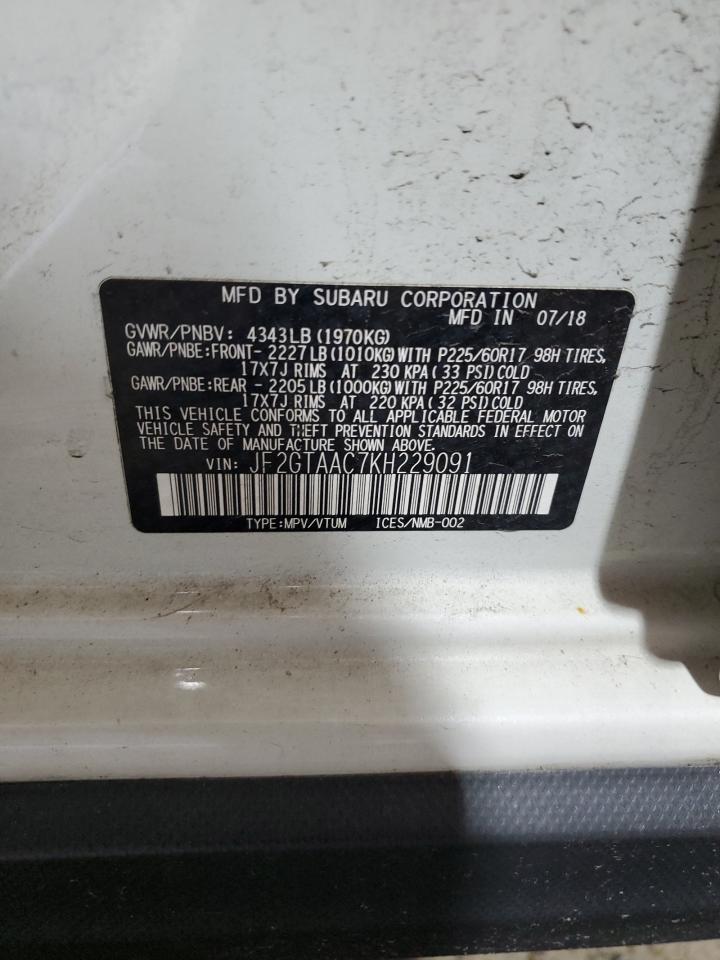 MFD BY SUBARU CORPORATION
MFD IN 07/18
GVWR/PNBV: 4343LB(1970KG)
GAWR/PNBE:FRONT- 2227LB(1010KG)WITH P225/60R17 98H TIRES,
17X7J RIMS AT 230 KPA(33 PSI)COLD
GAWR/PNBE:REAR - 2205LB(1000KG)WITH P225/60R17 98H TIRES,
17X7J RIMS AT 220 KPA(32 PSI)COLD
THIS VEHICLE CONFORMS TO ALL APPLICABLE FEDERAL MOTOR
VEHICLE SAFETY AND THEFT PREVENTION STANDARDS IN EFFECT ON
THE DATE OF MANUFACTURE SHOWN ABOVE.
VIN: JF2GTAAC7KH229091
TYPE:MPV/VTUM ICES/NMB-002